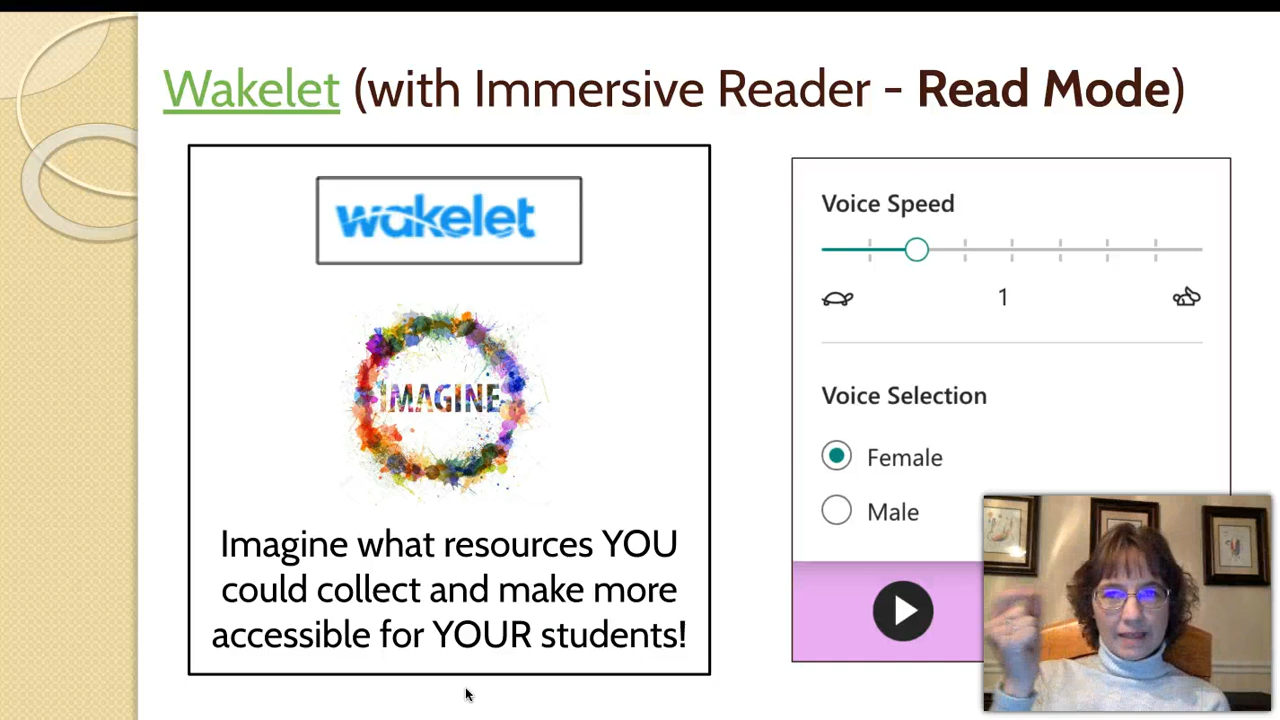 Wakelet (with Immersive Reader - Read Mode)
wakelet
IMAGINE
Imagine what resources YOU
could collect and make more
accessible for YOUR students!
Voice Speed
1
Voice Selection
Female
Male